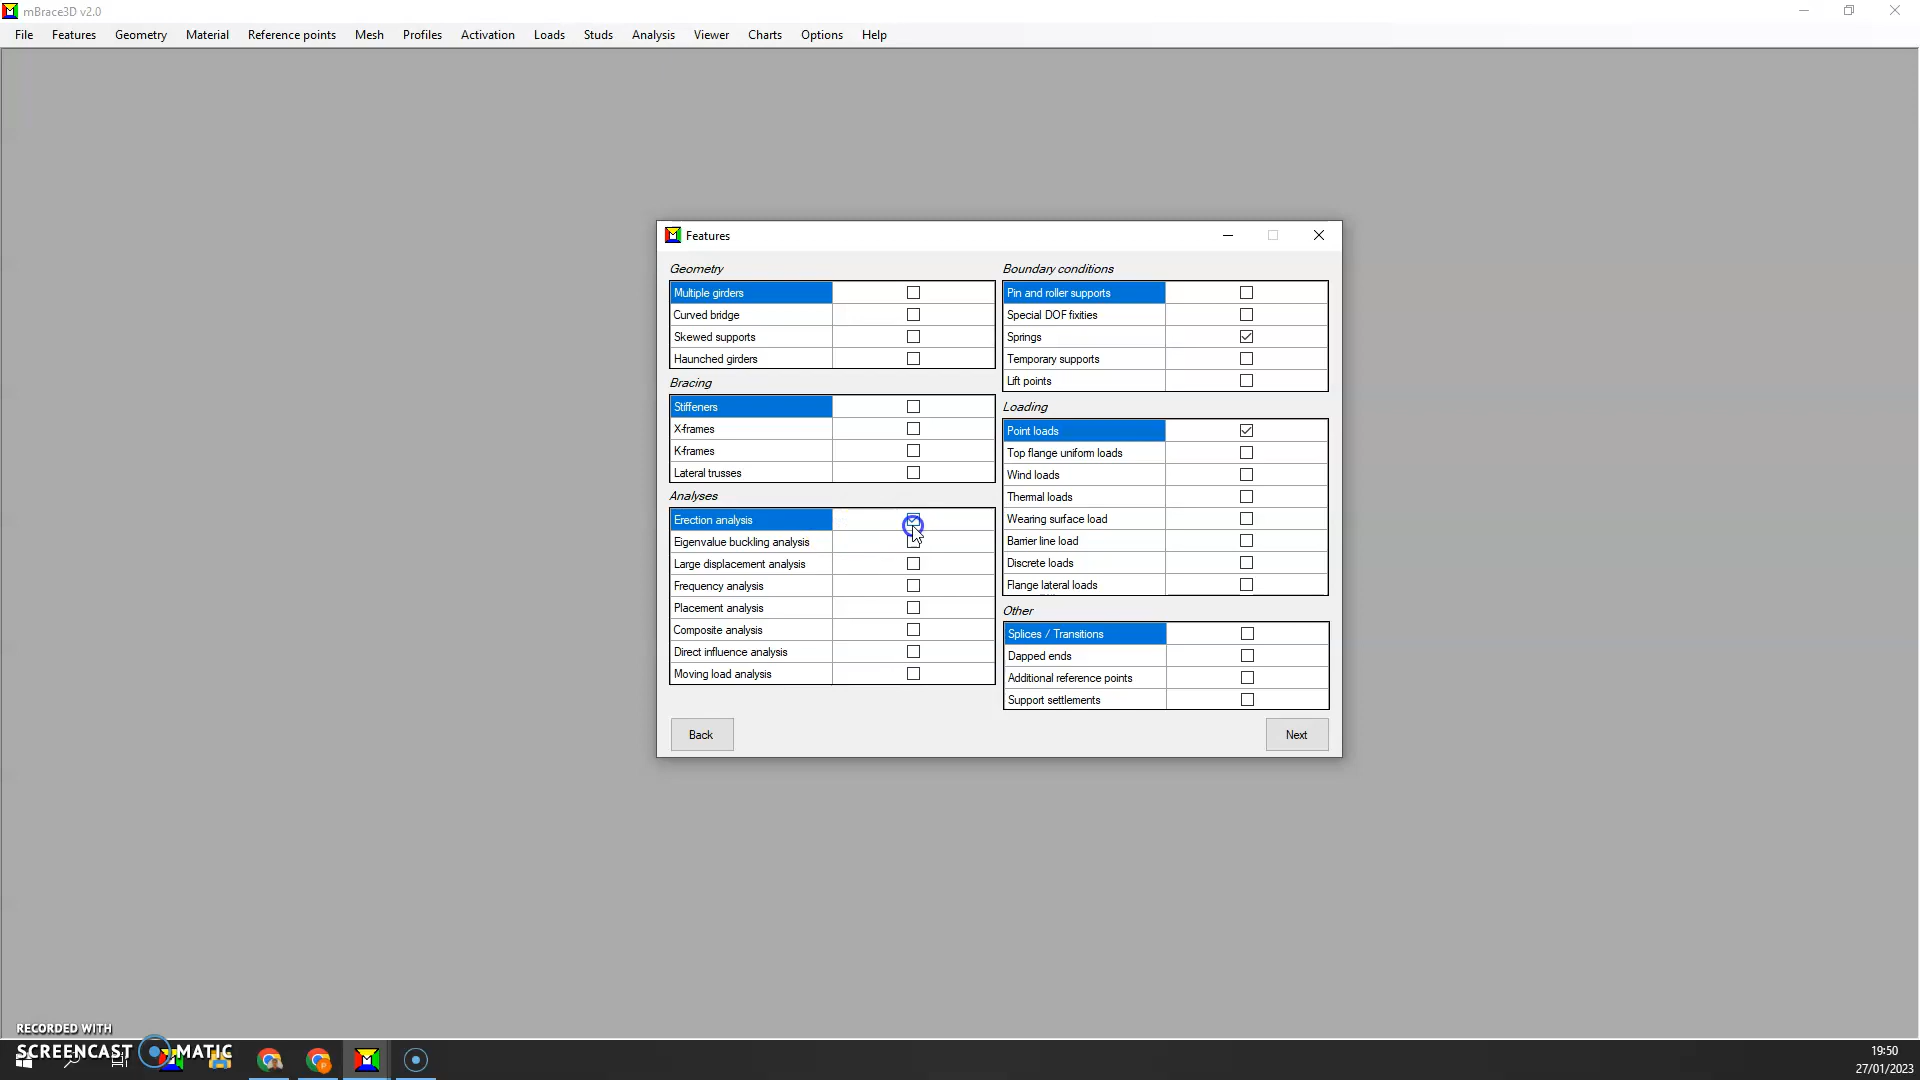 mBrace3D v2.0
File Features Geometry Material Reference points Mesh Profiles Activation Loads Studs Analysis Viewer Charts Options Help
Features
Geometry
Multiple girders
Curved bridge
Skewed supports
Haunched girders
Bracing
Stiffeners
X-frames
K-frames
Lateral trusses
Analyses
Erection analysis
Eigenvalue buckling analysis
Large displacement analysis
Frequency analysis
Placement analysis
Composite analysis
Direct influence analysis
Moving load analysis
Boundary conditions
Pin and roller supports
Special DOF fixities
Springs
Temporary supports
Lift points
Loading
Point loads
Top flange uniform loads
Wind loads
Thermal loads
Wearing surface load
Barrier line load
Discrete loads
Flange lateral loads
Other
Splices / Transitions
Dapped ends
Additional reference points
Support settlements
Back
Next
RECORDED WITH
SCREENCAST MATIC
19:50
27/01/2023